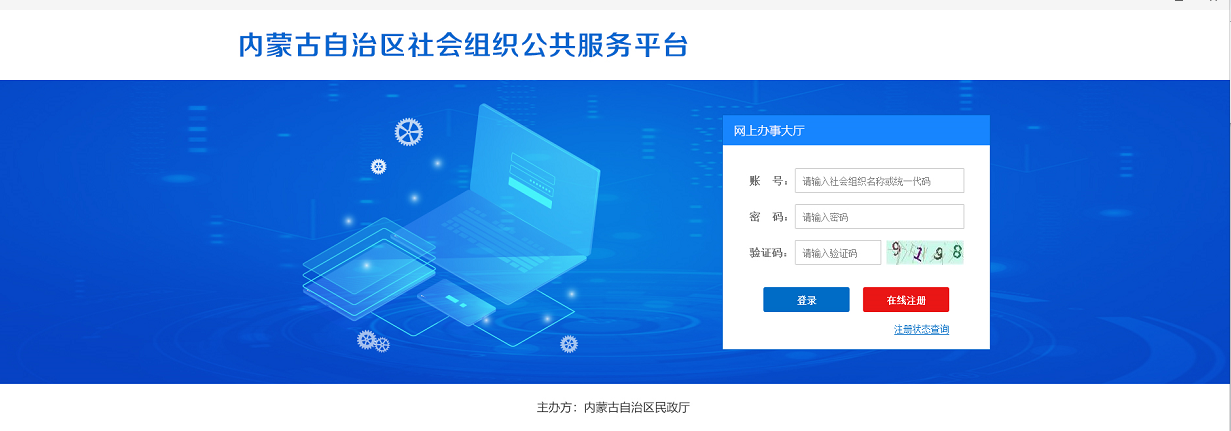 内蒙古自治区社会组织公共服务平台
网上办事大厅
账 号： 请输入社会组织名称或统一代码
密 码： 请输入密码
验证码： 请输入验证码 9198
登录 在线注册
注册状态查询
主办方：内蒙古自治区民政厅